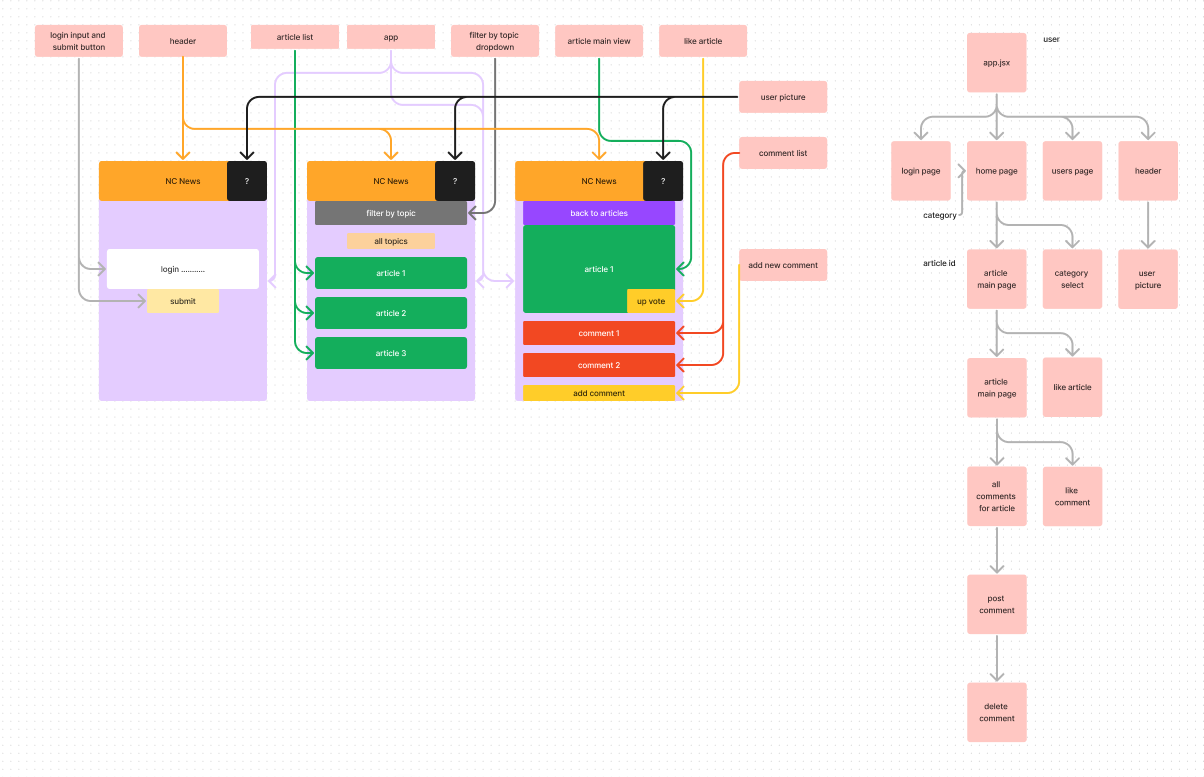 login input and
submit button
header
article list
app
filter by topic
dropdown
article main view
like article
user picture
comment list
add new comment
NC News
?
login ...........
submit
NC News
?
filter by topic
all topics
article 1
article 2
article 3
NC News
?
back to articles
article 1
up vote
comment 1
comment 2
add comment
user
app.jsx
login page
home page
users page
header
category
article id
article
main page
category
select
user
picture
article
main page
like article
all
comments
for article
like
comment
post
comment
delete
comment